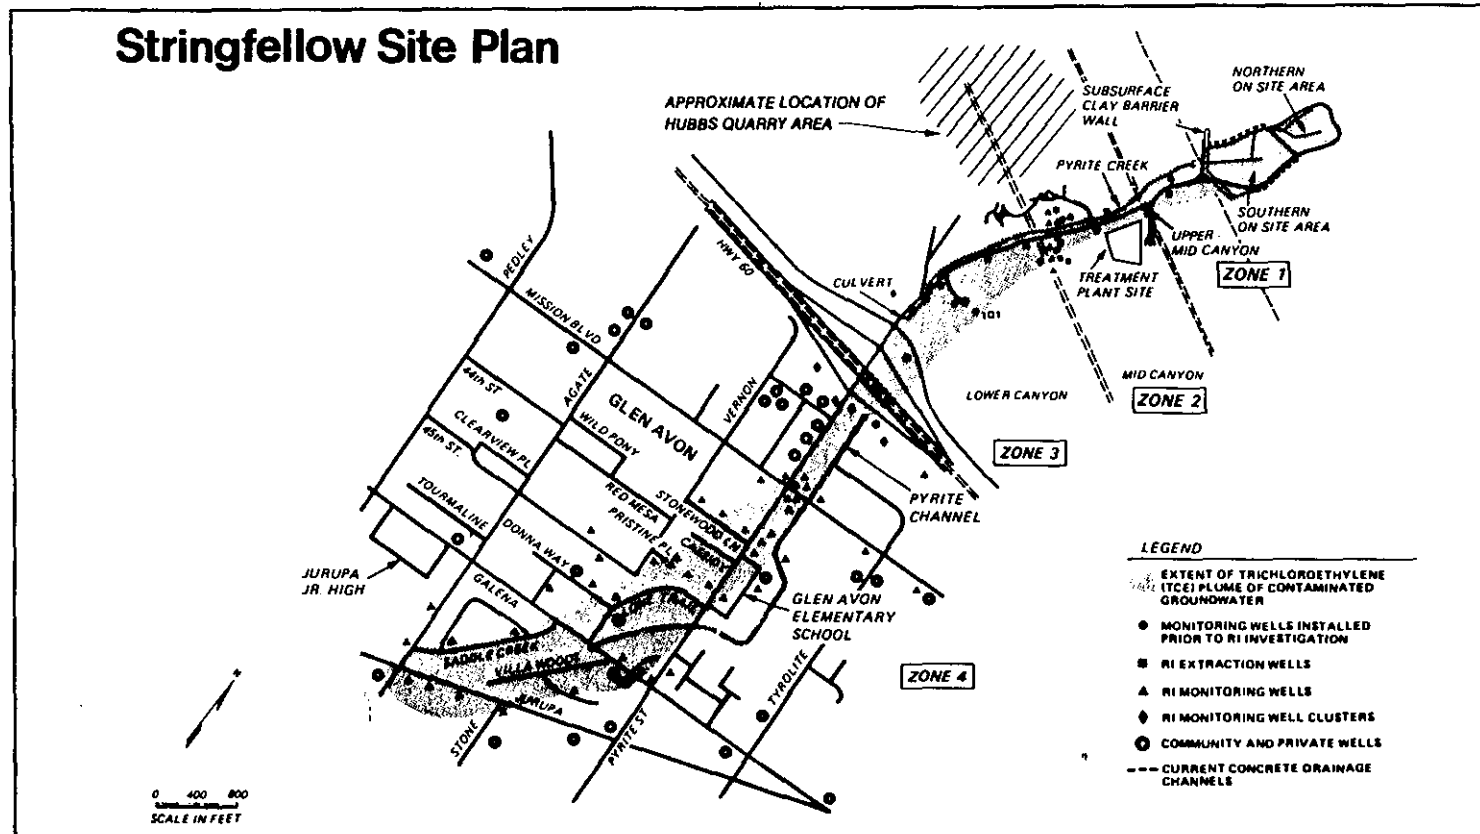 Stringfellow Site Plan
APPROXIMATE LOCATION OF
HUBBS QUARRY AREA
SUBSURFACE
CLAY BARRIER
WALL
NORTHERN
ON SITE AREA
PYRITE CREEK
SOUTHERN
ON SITE AREA
UPPER
MID CANYON
ZONE 1
TREATMENT
PLANT SITE
CULVERT
HWY 60
101
MID CANYON
ZONE 2
LOWER CANYON
ZONE 3
PEDLEY
MISSION BLVD
AGATE
44th ST
CLEARVIEW PL
45th ST.
GLEN AVON
WILD PONY
VERNON
RED MESA
PRISTINE PL
STONEWOOD LN
CASSIDY
TOURMALINE
DONNA WAY
JURUPA
JR. HIGH
GALENA
PYRITE
CHANNEL
GLEN AVON
ELEMENTARY
SCHOOL
SADDLE CREEK
VILLA WOODS
JURUPA
STONE
PYRITE ST
TYROLITE
ZONE 4
0 400 800
SCALE IN FEET
LEGEND
EXTENT OF TRICHLOROETHYLENE
(TCE) PLUME OF CONTAMINATED
GROUNDWATER
MONITORING WELLS INSTALLED
PRIOR TO RI INVESTIGATION
RI EXTRACTION WELLS
RI MONITORING WELLS
RI MONITORING WELL CLUSTERS
COMMUNITY AND PRIVATE WELLS
CURRENT CONCRETE DRAINAGE
CHANNELS